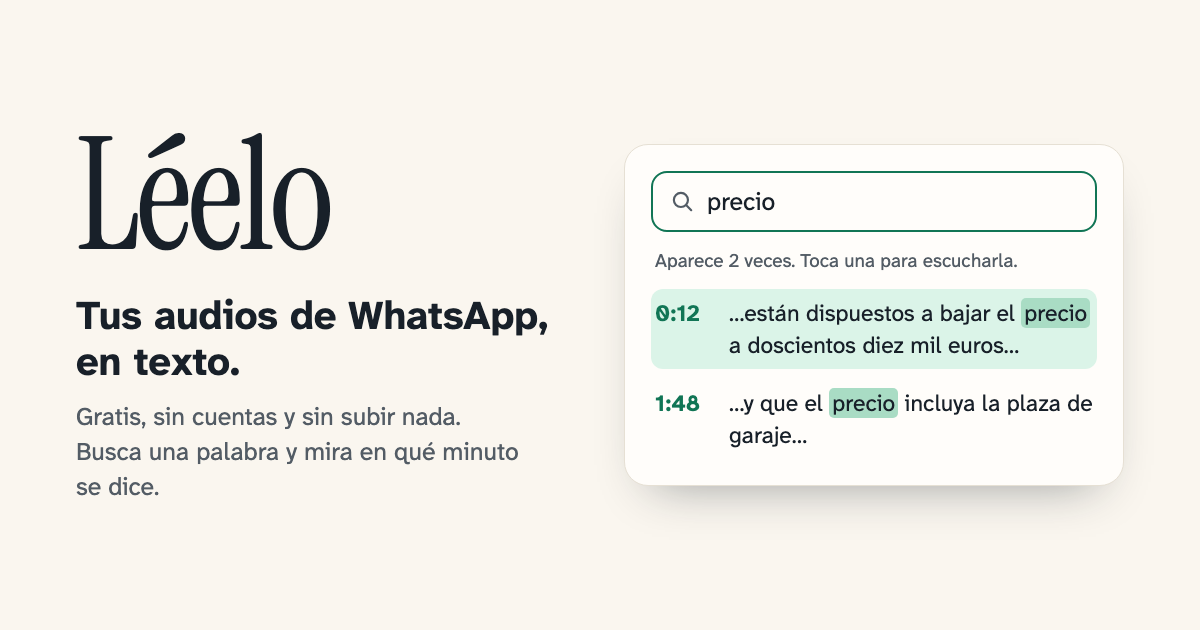 Léelo
Tus audios de WhatsApp,
en texto.
Gratis, sin cuentas y sin subir nada.
Busca una palabra y mira en qué minuto
se dice.
precio
Aparece 2 veces. Toca una para escucharla.
0:12 ...están dispuestos a bajar el precio
a doscientos diez mil euros...
1:48 ...y que el precio incluya la plaza de
garaje...